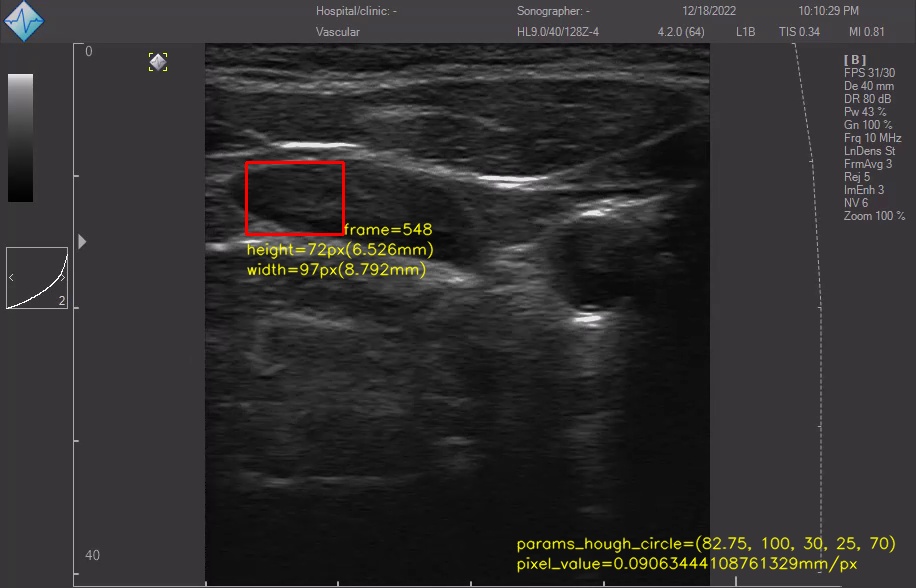 Hospital/clinic: - Sonographer: - 12/18/2022 10:10:29 PM
Vascular HL9.0/40/128Z-4 4.2.0 (64) L1B TIS 0.34 MI 0.81
0
[ B ]
FPS 31/30
De 40 mm
DR 80 dB
Pw 43 %
Gn 100 %
Frq 10 MHz
LnDens St
FrmAvg 3
Rej 5
ImEnh 3
NV 6
Zoom 100 %
frame=548
height=72px(6.526mm)
width=97px(8.792mm)
2
params_hough_circle=(82.75, 100, 30, 25, 70)
40
pixel_value=0.09063444108761329mm/px